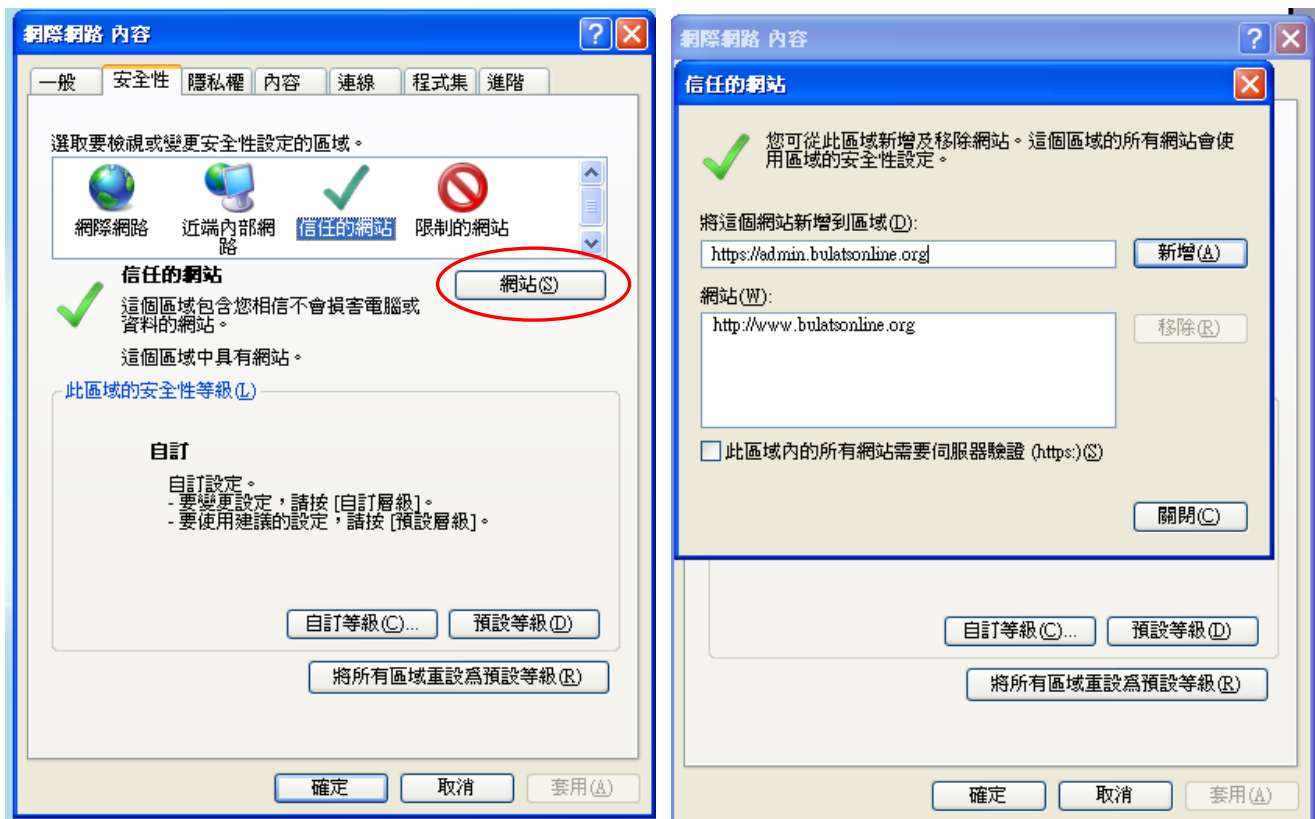 網際網路 內容
一般 安全性 隱私權 內容 連線 程式集 進階
選取要檢視或變更安全性設定的區域。
網際網路 近端內部網路 信任的網站 限制的網站
信任的網站
網站(S)
這個區域包含您相信不會損害電腦或
資料的網站。
這個區域中具有網站。
此區域的安全性等級(L)
自訂
自訂設定。
- 要變更設定，請按 [自訂層級]。
- 要使用建議的設定，請按 [預設層級]。
自訂等級(C)... 預設等級(D)
將所有區域重設為預設等級(R)
確定 取消 套用(A)
網際網路 內容
信任的網站
您可從此區域新增及移除網站。這個區域的所有網站會使
用區域的安全性設定。
將這個網站新增到區域(D):
https://admin.bulatsonline.org 新增(A)
網站(W):
http://www.bulatsonline.org 移除(R)
此區域內的所有網站需要伺服器驗證 (https:)(S)
關閉(C)
自訂等級(C)... 預設等級(D)
將所有區域重設為預設等級(R)
確定 取消 套用(A)